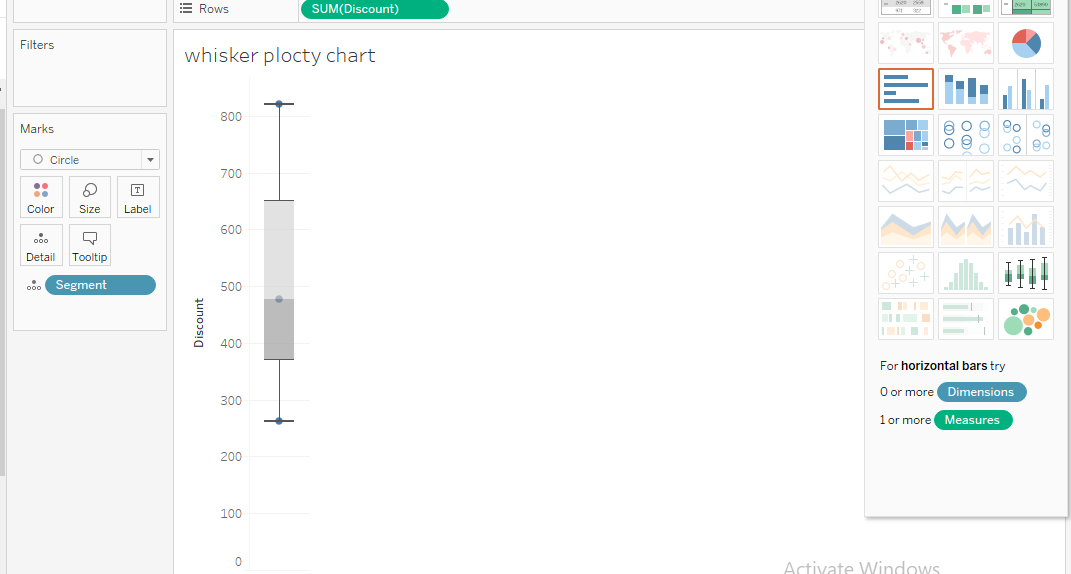 Rows
SUM(Discount)
Filters
Marks
Circle
Color
Size
Label
Detail
Tooltip
Segment
whisker plocty chart
Discount
800
700
600
500
400
300
200
100
0
For horizontal bars try
0 or more Dimensions
1 or more Measures
Activate Windows